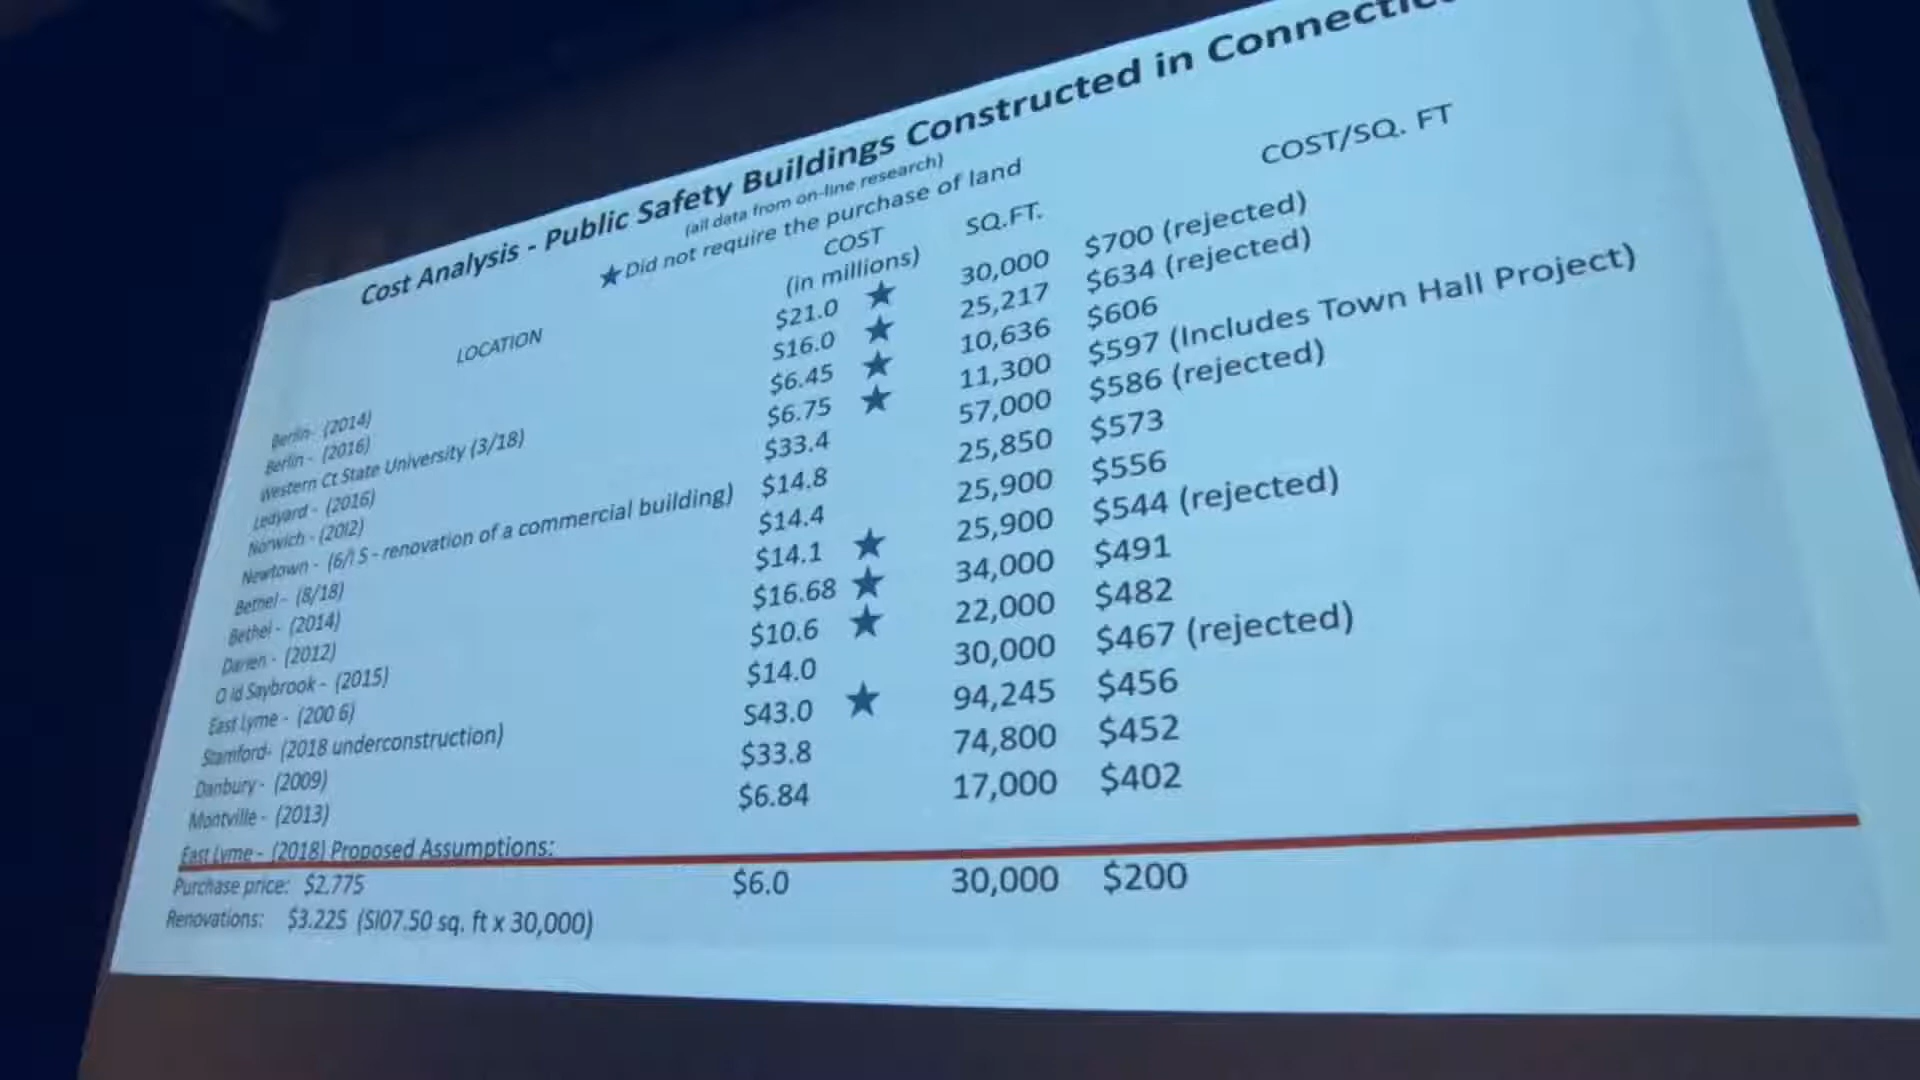 Cost Analysis - Public Safety Buildings Constructed in Connectic
(all data from on-line research)
★ Did not require the purchase of land
LOCATION COST (in millions) SQ.FT. COST/SQ. FT
Berlin- (2014) $21.0 ★ 30,000 $700 (rejected)
Berlin - (2016) $16.0 ★ 25,217 $634 (rejected)
Western Ct State University (3/18) $6.45 ★ 10,636 $606
Ledyard - (2016) $6.75 ★ 11,300 $597 (Includes Town Hall Project)
Norwich - (20I2) $33.4 57,000 $586 (rejected)
Newtown - (6/I S - renovation of a commercial building) $14.8 25,850 $573
Bethel - (8/18) $14.4 25,900 $556
Bethel - (2014) $14.1 ★ 25,900 $544 (rejected)
Darien - (2012) $16.68 ★ 34,000 $491
O id Saybrook - (2015) $10.6 ★ 22,000 $482
East Lyme - (200 6) $14.0 30,000 $467 (rejected)
Stamford- (2018 underconstruction) $43.0 ★ 94,245 $456
Danbury - (2009) $33.8 74,800 $452
Montville - (2013) $6.84 17,000 $402
East Lyme - (2018) Proposed Assumptions:
Purchase price: $2.775 $6.0 30,000 $200
Renovations: $3.225 (SI07.50 sq. ft x 30,000)